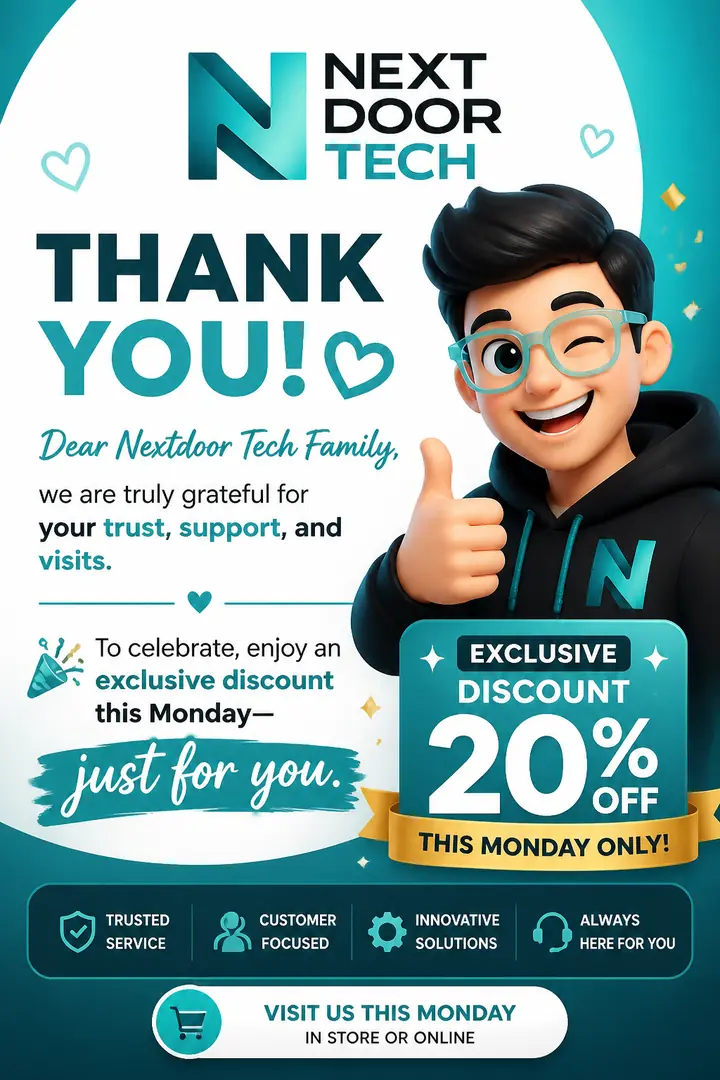 N
NEXT
DOOR
TECH
THANK
YOU!
Dear Nextdoor Tech Family,
we are truly grateful for
your trust, support, and
visits.
To celebrate, enjoy an
exclusive discount
this Monday—
just for you.
N
EXCLUSIVE
DISCOUNT
20%
OFF
THIS MONDAY ONLY!
TRUSTED
SERVICE
CUSTOMER
FOCUSED
INNOVATIVE
SOLUTIONS
ALWAYS
HERE FOR YOU
VISIT US THIS MONDAY
IN STORE OR ONLINE